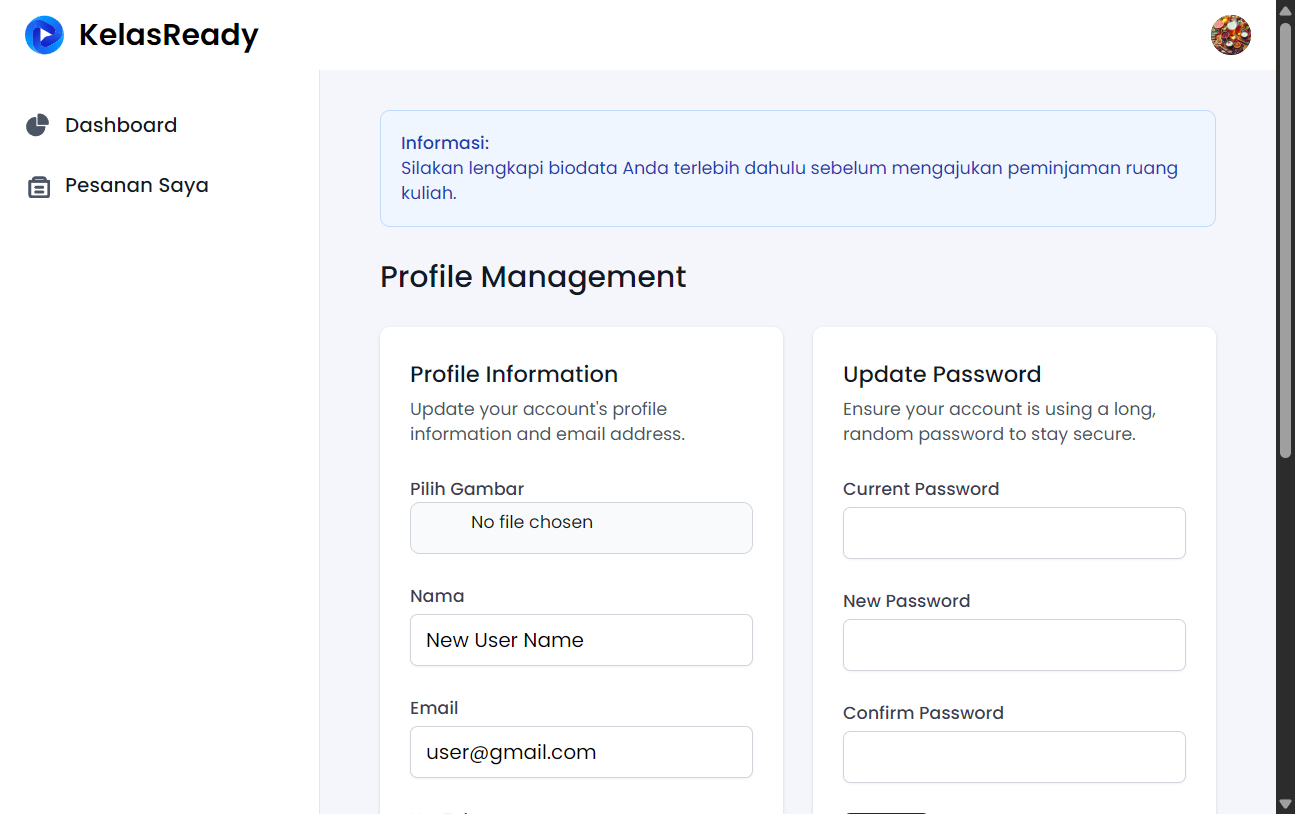 KelasReady
Dashboard
Pesanan Saya
Informasi:
Silakan lengkapi biodata Anda terlebih dahulu sebelum mengajukan peminjaman ruang
kuliah.
Profile Management
Profile Information
Update your account's profile
information and email address.
Pilih Gambar
No file chosen
Nama
New User Name
Email
user@gmail.com
Update Password
Ensure your account is using a long,
random password to stay secure.
Current Password
New Password
Confirm Password